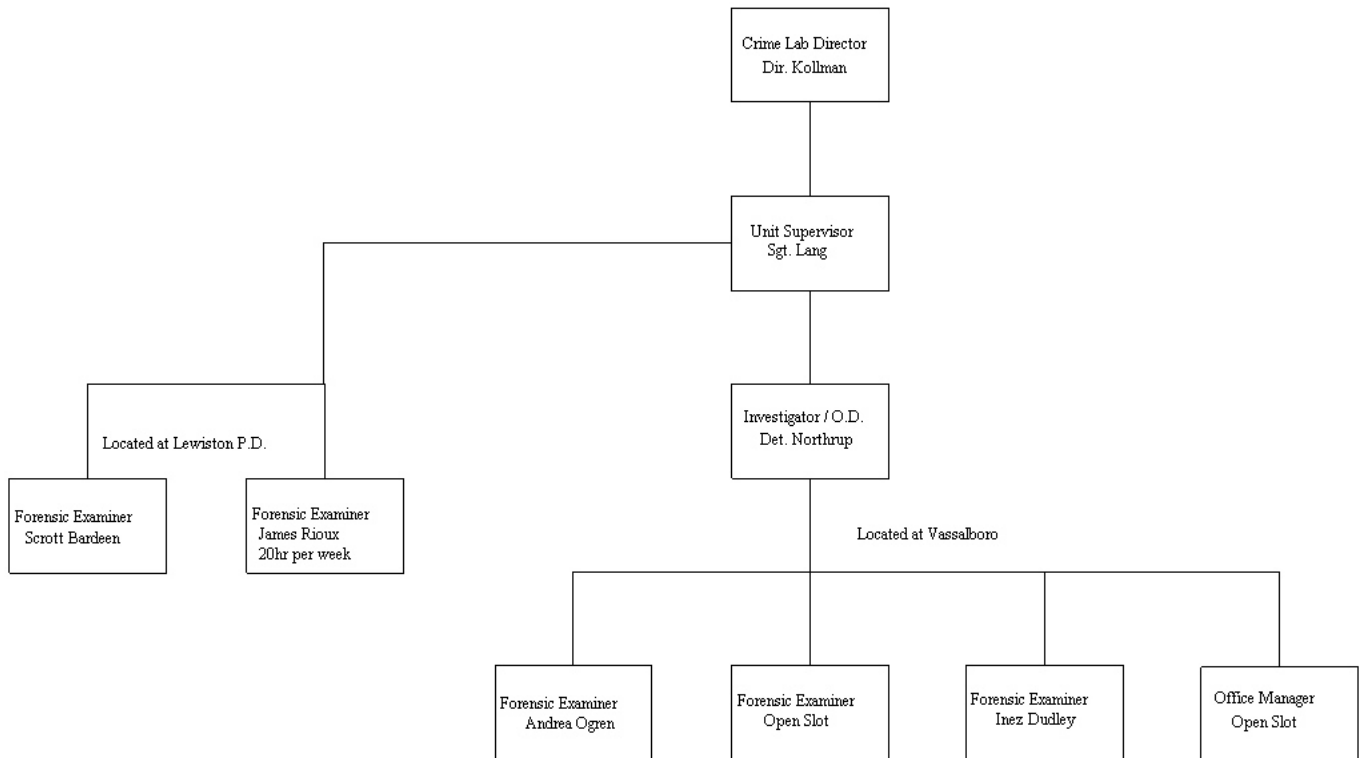 Crime Lab Director
Dir. Kollman
Unit Supervisor
Sgt. Lang
Investigator / O.D.
Det. Northrup
Located at Lewiston P.D.
Forensic Examiner
Scrott Bardeen
Forensic Examiner
James Rioux
20hr per week
Located at Vassalboro
Forensic Examiner
Andrea Ogren
Forensic Examiner
Open Slot
Forensic Examiner
Inez Dudley
Office Manager
Open Slot